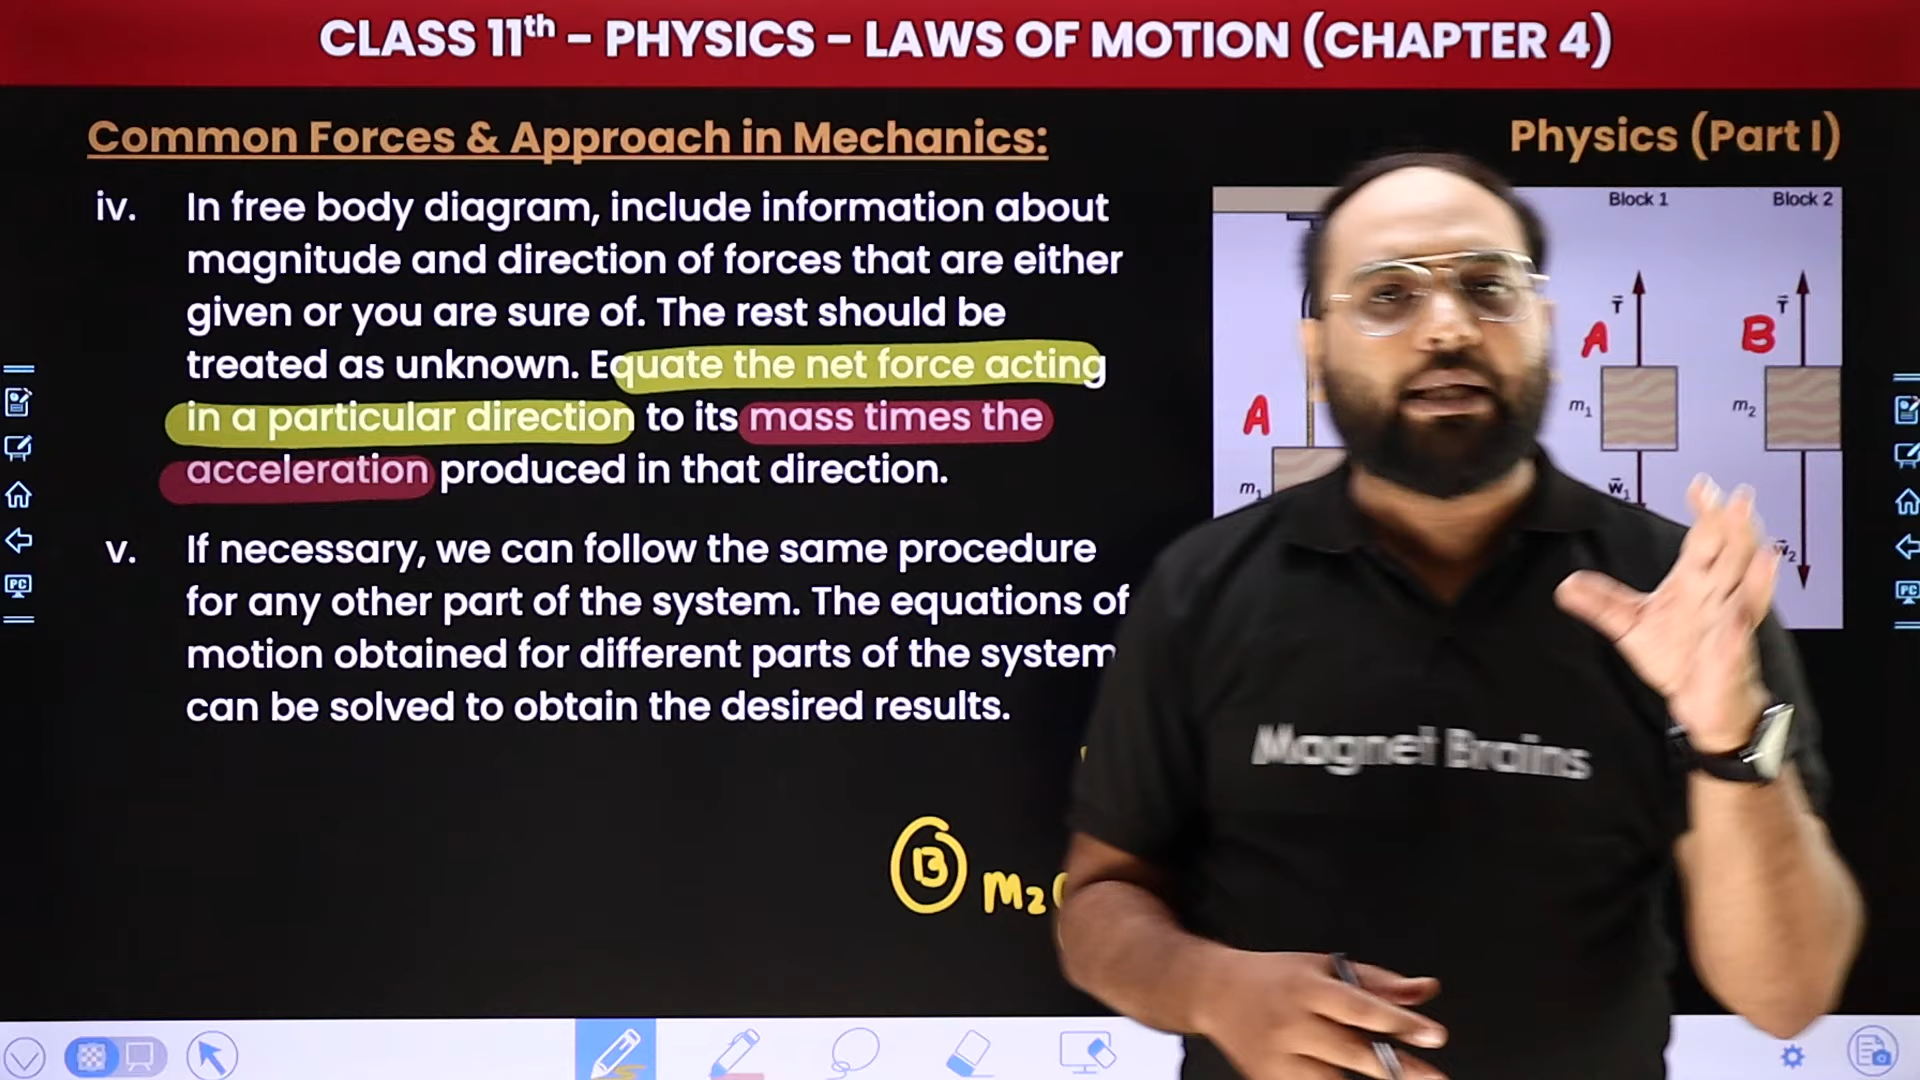 CLASS 11th - PHYSICS - LAWS OF MOTION (CHAPTER 4)
Common Forces & Approach in Mechanics:
Physics (Part I)
iv. In free body diagram, include information about
magnitude and direction of forces that are either
given or you are sure of. The rest should be
treated as unknown. Equate the net force acting
in a particular direction to its mass times the
acceleration produced in that direction.
v. If necessary, we can follow the same procedure
for any other part of the system. The equations of
motion obtained for different parts of the system
can be solved to obtain the desired results.
Block 1 Block 2
T T
A B
A
m1 m2
m1
w1
w2
Magnet Brains
B m2
PC
PC